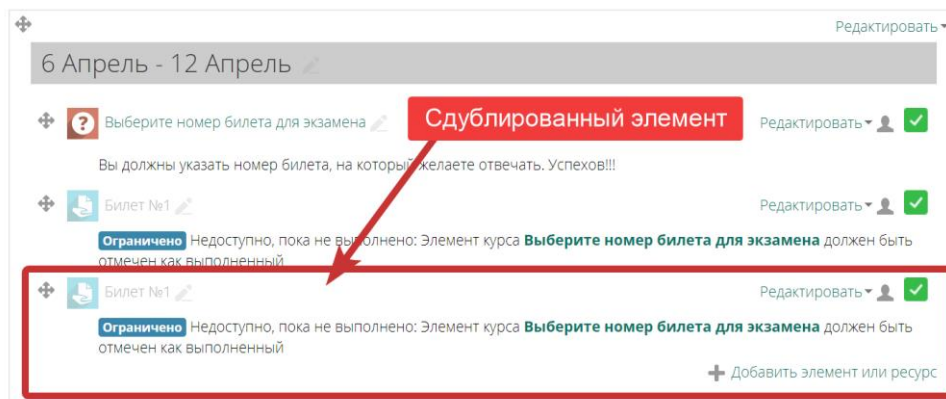 Редактировать
6 Апрель - 12 Апрель
Выберите номер билета для экзамена
Сдублированный элемент
Редактировать
Вы должны указать номер билета, на который желаете отвечать. Успехов!!!
Билет №1
Редактировать
Ограничено Недоступно, пока не выполнено: Элемент курса Выберите номер билета для экзамена должен быть
отмечен как выполненный
Билет №1
Редактировать
Ограничено Недоступно, пока не выполнено: Элемент курса Выберите номер билета для экзамена должен быть
отмечен как выполненный
Добавить элемент или ресурс